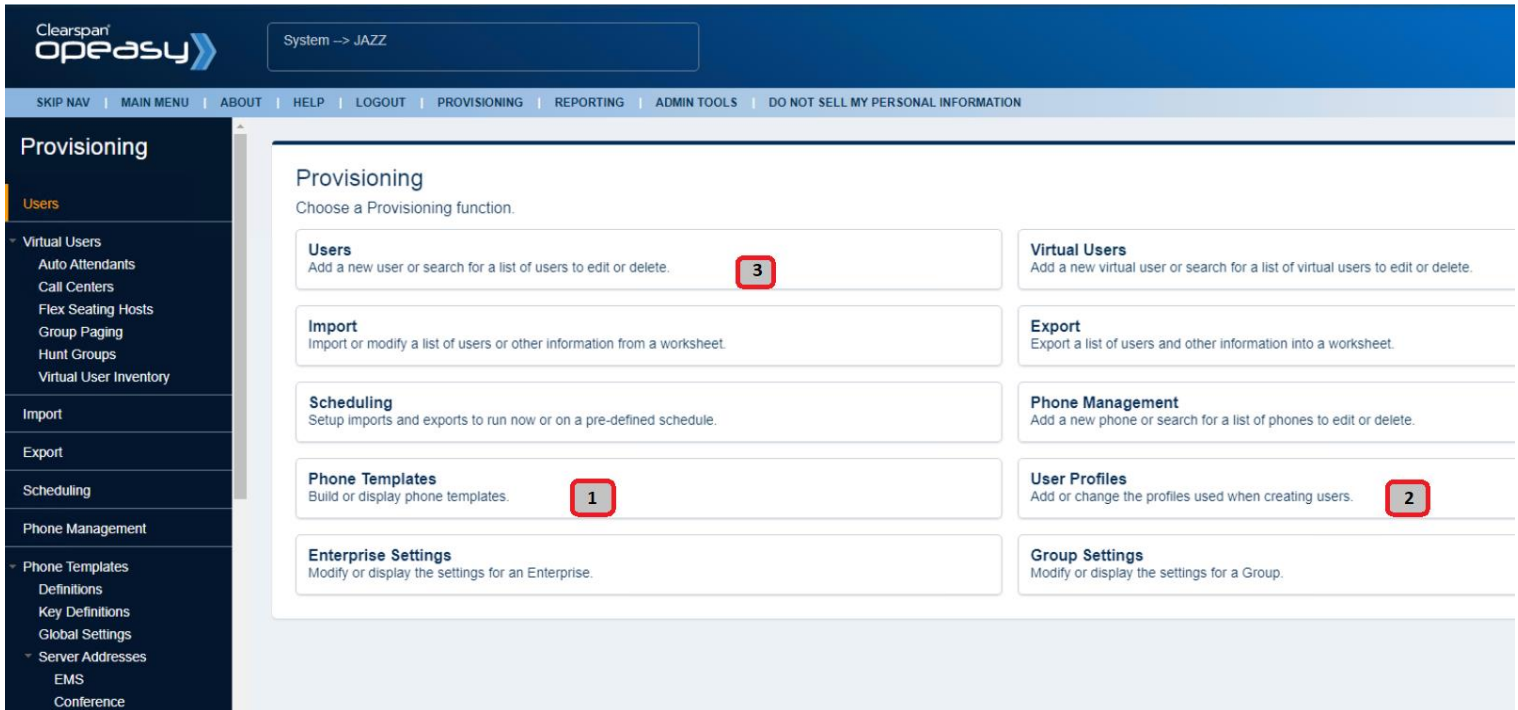 Clearspan
opeasy
System --> JAZZ
SKIP NAV | MAIN MENU | ABOUT | HELP | LOGOUT | PROVISIONING | REPORTING | ADMIN TOOLS | DO NOT SELL MY PERSONAL INFORMATION
Provisioning
Users
Virtual Users
Auto Attendants
Call Centers
Flex Seating Hosts
Group Paging
Hunt Groups
Virtual User Inventory
Import
Export
Scheduling
Phone Management
Phone Templates
Definitions
Key Definitions
Global Settings
Server Addresses
EMS
Conference
Provisioning
Choose a Provisioning function.
Users
Add a new user or search for a list of users to edit or delete.
3
Virtual Users
Add a new virtual user or search for a list of virtual users to edit or delete.
Import
Import or modify a list of users or other information from a worksheet.
Export
Export a list of users and other information into a worksheet.
Scheduling
Setup imports and exports to run now or on a pre-defined schedule.
Phone Management
Add a new phone or search for a list of phones to edit or delete.
Phone Templates
Build or display phone templates.
1
User Profiles
Add or change the profiles used when creating users.
2
Enterprise Settings
Modify or display the settings for an Enterprise.
Group Settings
Modify or display the settings for a Group.